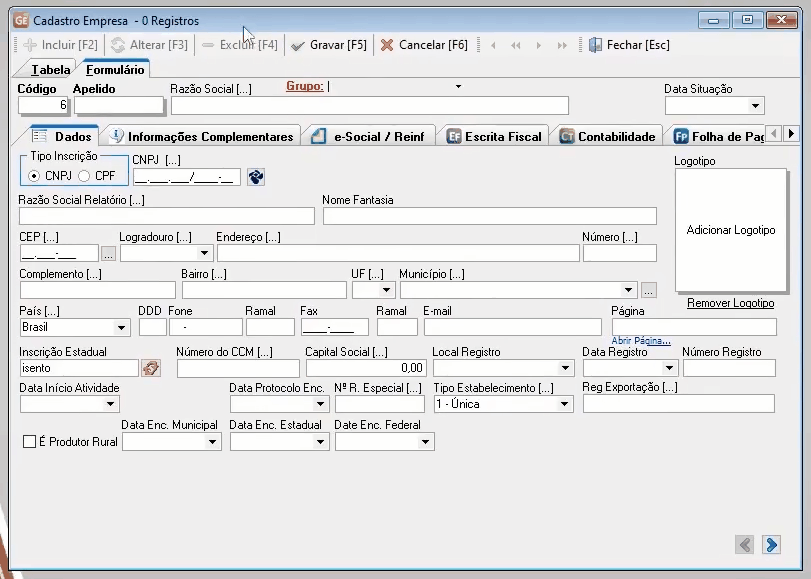 GE Cadastro Empresa - 0 Registros
Incluir [F2] Alterar [F3] Excluir [F4] Gravar [F5] Cancelar [F6] Fechar [Esc]
Tabela Formulário
Código Apelido Razão Social [...] Grupo: Data Situação
6
Dados Informações Complementares e-Social / Reinf EF Escrita Fiscal CT Contabilidade FP Folha de Pag
Tipo Inscrição CNPJ [...] Logotipo
CNPJ CPF __.___.___/____-__
Razão Social Relatório [...] Nome Fantasia
Adicionar Logotipo
CEP [...] Logradouro [...] Endereço [...] Número [...]
__.___-___ ...
Complemento [...] Bairro [...] UF [...] Município [...]
...
Remover Logotipo
País [...] DDD Fone Ramal Fax Ramal E-mail Página
Brasil - ____-____
Abrir Página...
Inscrição Estadual Número do CCM [...] Capital Social [...] Local Registro Data Registro Número Registro
isento 0,00
Data Início Atividade Data Protocolo Enc. Nº R. Especial [...] Tipo Estabelecimento [...] Reg Exportação [...]
1 - Única
Data Enc. Municipal Data Enc. Estadual Date Enc. Federal
É Produtor Rural